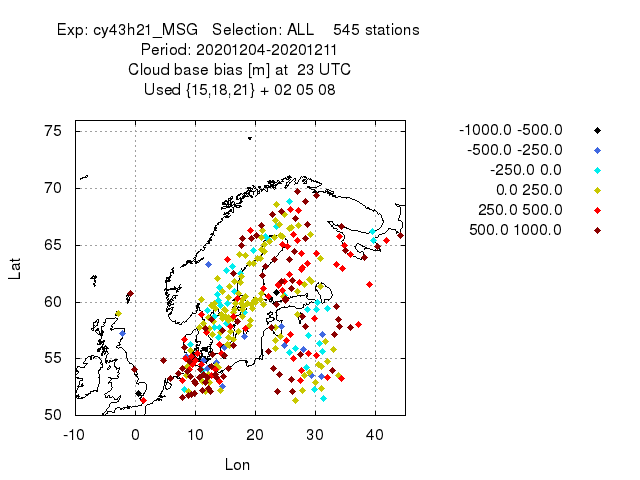 Exp: cy43h21_MSG   Selection: ALL    545 stations
Period: 20201204-20201211
Cloud base bias [m] at  23 UTC
Used {15,18,21} + 02 05 08
-1000.0 -500.0
-500.0 -250.0
-250.0 0.0
0.0 250.0
250.0 500.0
500.0 1000.0
Lat
75
70
65
60
55
50
-10 0 10 20 30 40
Lon